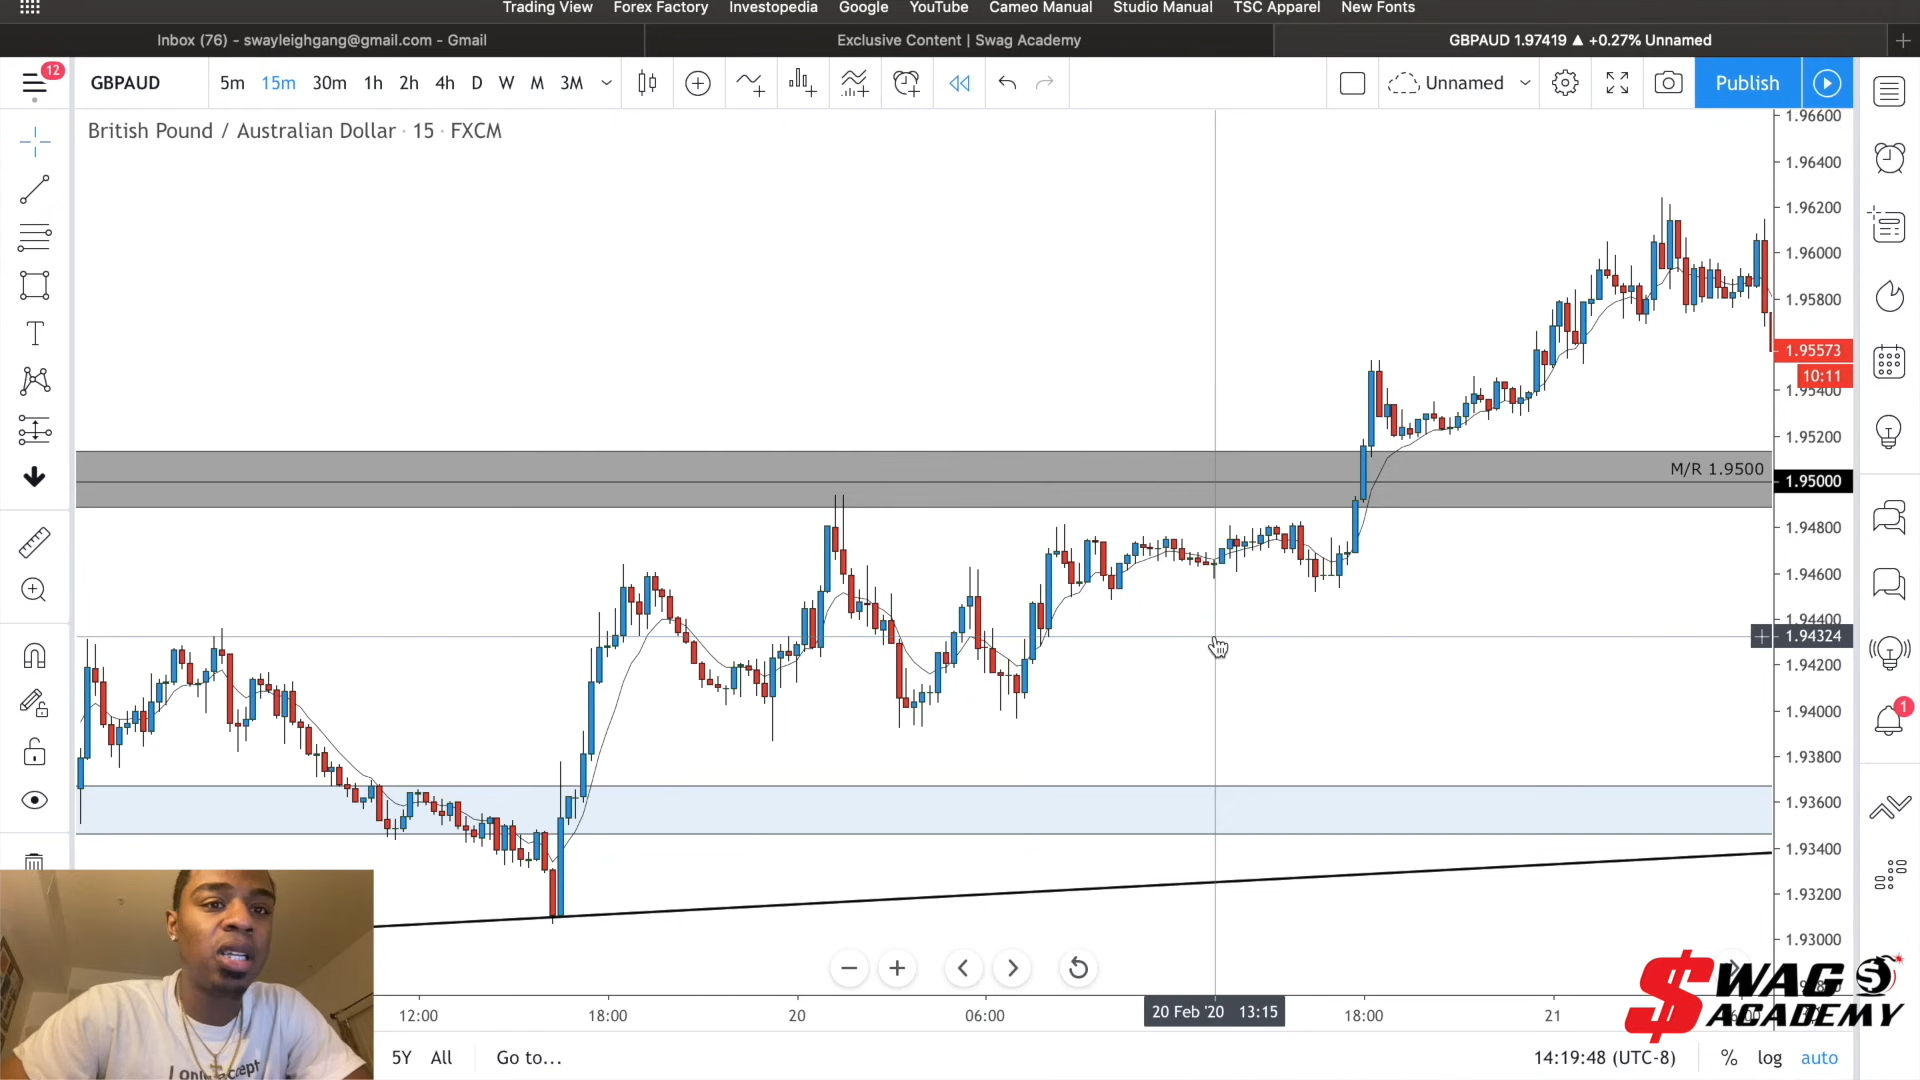 Trading View Forex Factory Investopedia Google YouTube Cameo Manual Studio Manual TSC Apparel New Fonts
Inbox (76) - swayleighgang@gmail.com - Gmail
Exclusive Content | Swag Academy
GBPAUD 1.97419 ▲ +0.27% Unnamed
12
GBPAUD 5m 15m 30m 1h 2h 4h D W M 3M
Unnamed
Publish
British Pound / Australian Dollar · 15 · FXCM
1.96600
1.96400
1.96200
1.96000
1.95800
1.95573
10:11
1.95400
1.95200
M/R 1.9500
1.95000
1.94800
1.94600
1.94400
1.94324
1.94200
1.94000
1.93800
1.93600
1.93400
1.93200
1.93000
1
12:00 18:00 20 06:00 20 Feb '20 13:15 18:00 21
$WAG
ACADEMY
5Y All Go to...
14:19:48 (UTC-8) % log auto